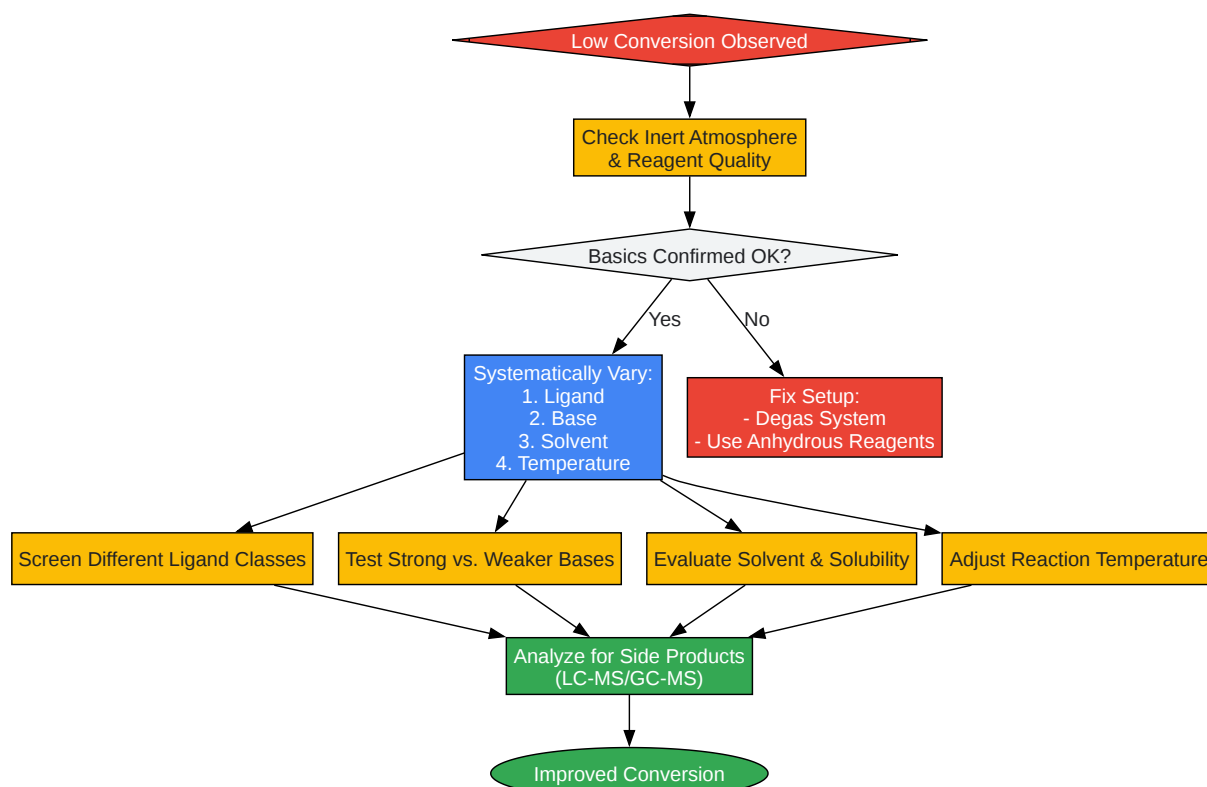 Low Conversion Observed
Check Inert Atmosphere
& Reagent Quality
Basics Confirmed OK?
Yes
No
Systematically Vary:
1. Ligand
2. Base
3. Solvent
4. Temperature
Fix Setup:
- Degas System
- Use Anhydrous Reagents
Screen Different Ligand Classes
Test Strong vs. Weaker Bases
Evaluate Solvent & Solubility
Adjust Reaction Temperature
Analyze for Side Products
(LC-MS/GC-MS)
Improved Conversion